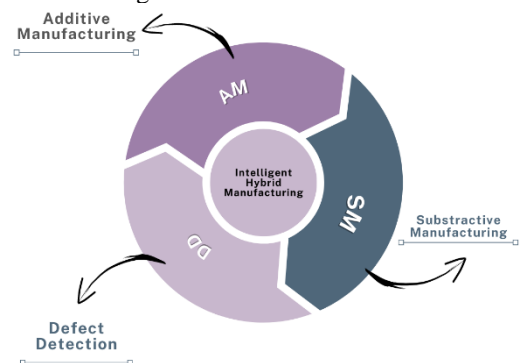 Additive
Manufacturing
AM
Intelligent
Hybrid
Manufacturing
SM
Substractive
Manufacturing
DD
Defect
Detection